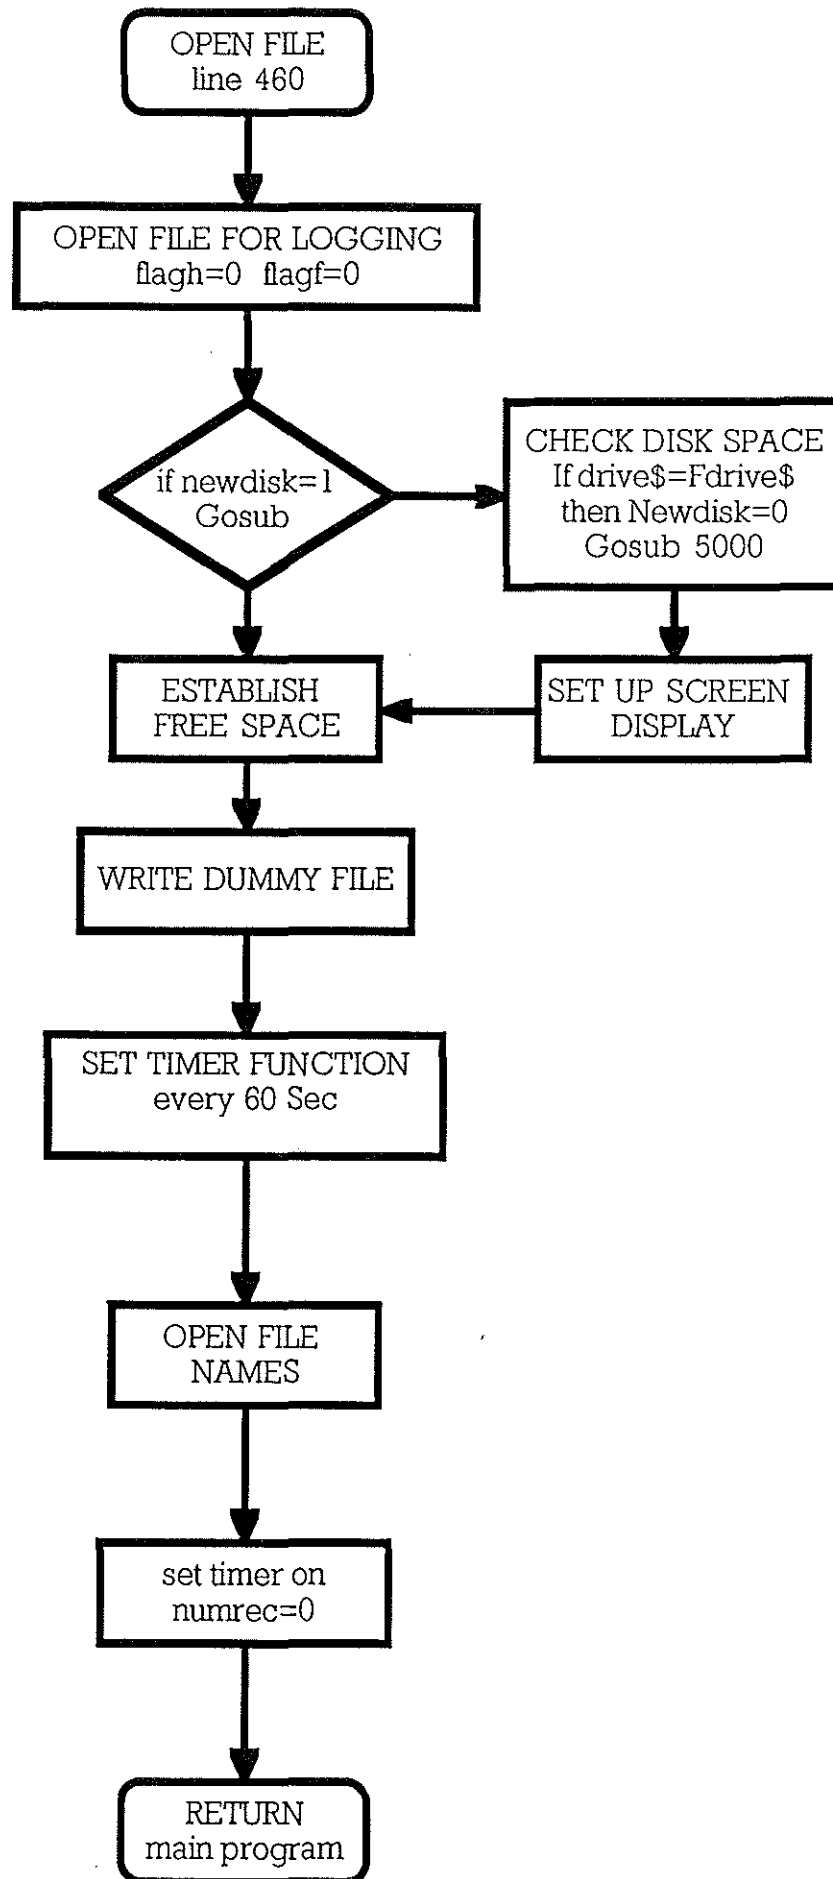 OPEN FILE
line 460
OPEN FILE FOR LOGGING
flagh=0 flagf=0
if newdisk=1
Gosub
CHECK DISK SPACE
If drive$=Fdrive$
then Newdisk=0
Gosub 5000
ESTABLISH
FREE SPACE
SET UP SCREEN
DISPLAY
WRITE DUMMY FILE
SET TIMER FUNCTION
every 60 Sec
OPEN FILE
NAMES
set timer on
numrec=0
RETURN
main program